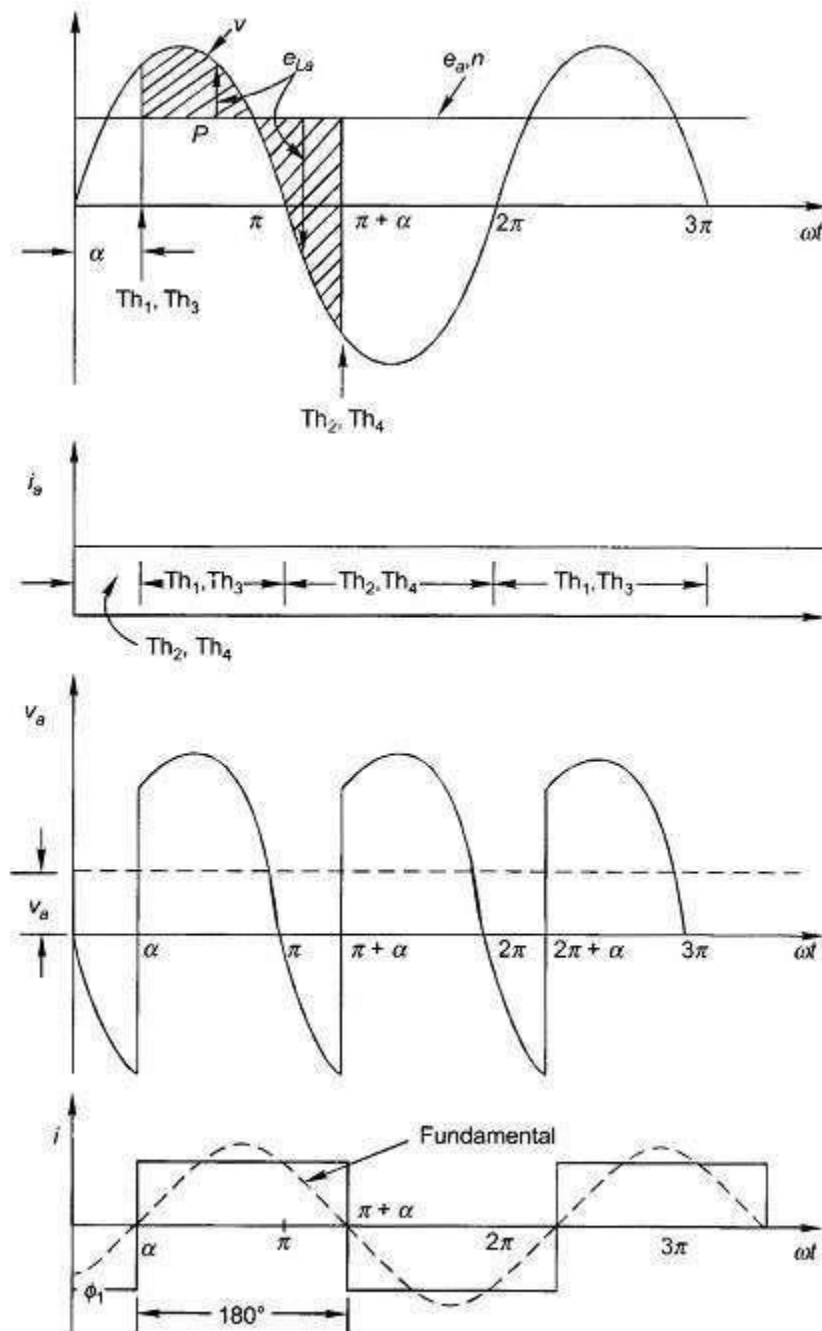 v
e_La
e_a,n
P
π
π + α
2π
3π
ωt
α
Th₁, Th₃
Th₂, Th₄
i_a
Th₁,Th₃
Th₂,Th₄
Th₁,Th₃
Th₂, Th₄
v_a
v_a
α
π
π + α
2π
2π + α
3π
ωt
i
Fundamental
π + α
α
π
2π
3π
ωt
ϕ₁
180°